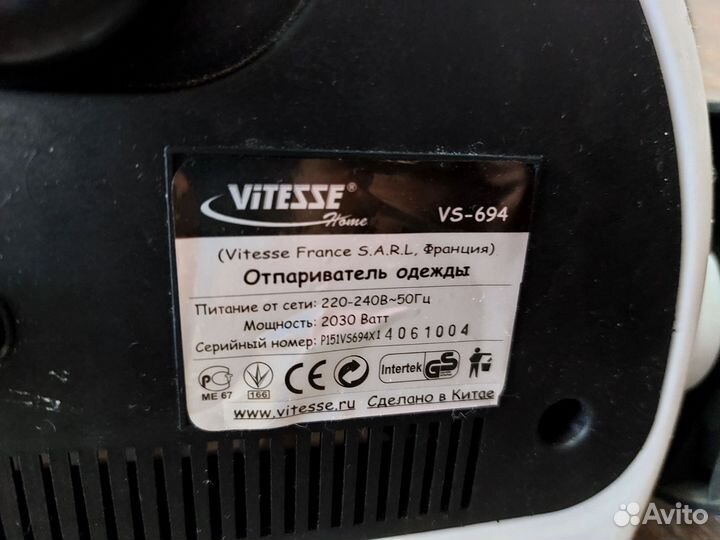 ViTESSE®
Home
VS-694
(Vitesse France S.A.R.L, Франция)
Отпариватель одежды
Питание от сети: 220-240В~50Гц
Мощность: 2030 Ватт
Серийный номер: P151VS694X1 4061004
ME 67
166
CE
Intertek
GS
www.vitesse.ru Сделано в Китае
Avito